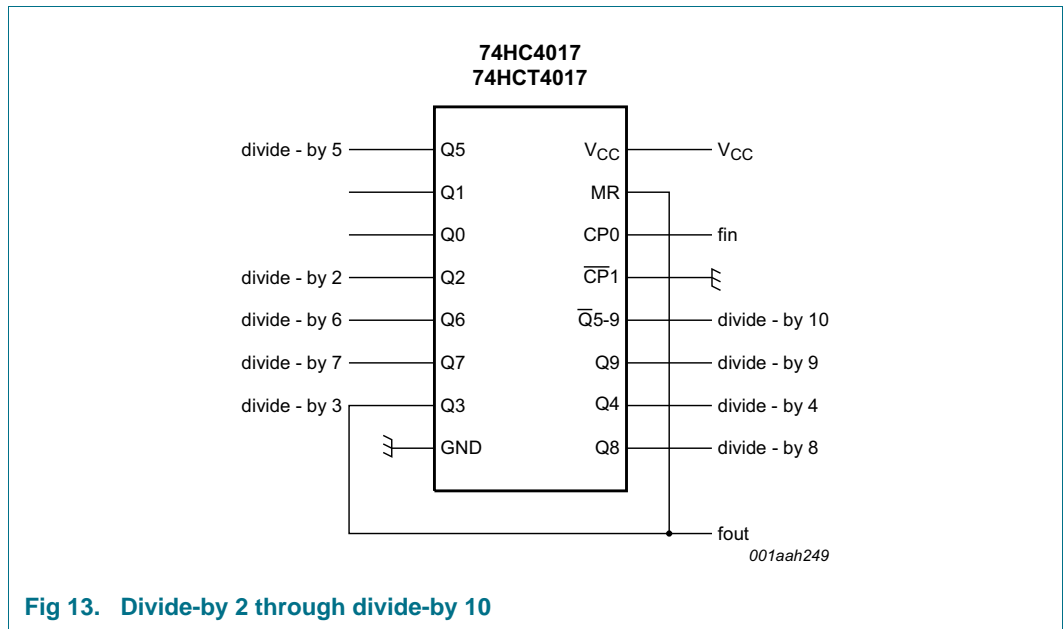 74HC4017
74HCT4017
divide - by 5
Q5
VCC
VCC
Q1
MR
Q0
CP0
fin
divide - by 2
Q2
C̅P̅1
divide - by 6
Q6
Q̅5-9
divide - by 10
divide - by 7
Q7
Q9
divide - by 9
divide - by 3
Q3
Q4
divide - by 4
GND
Q8
divide - by 8
fout
001aah249
Fig 13. Divide-by 2 through divide-by 10